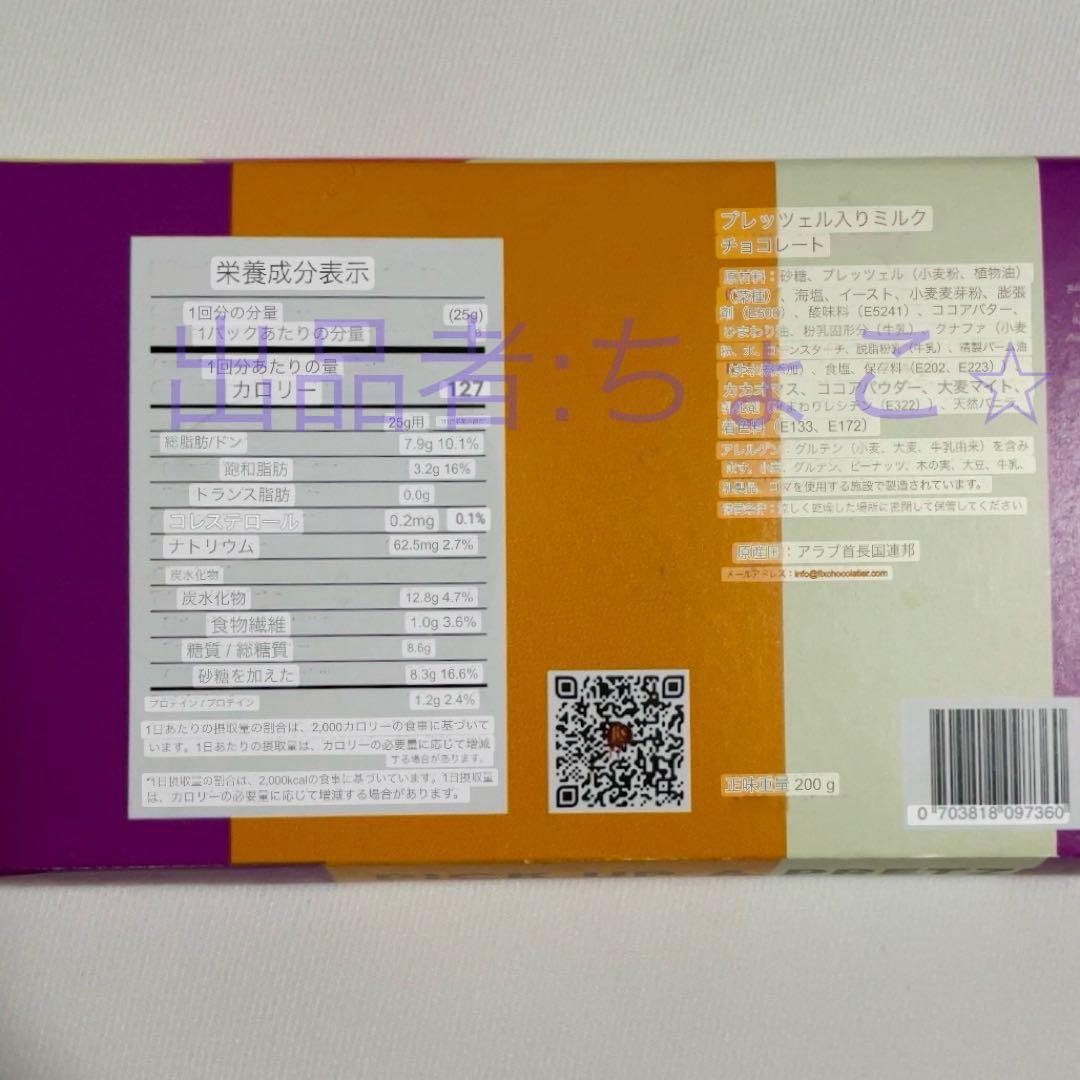 栄養成分表示
1回分の分量 (25g)
1パックあたりの分量 8
1回分あたりの量
カロリー 127
25g用
総脂肪/ドン 7.9g 10.1%
飽和脂肪 3.2g 16%
トランス脂肪 0.0g
コレステロール 0.2mg 0.1%
ナトリウム 62.5mg 2.7%
炭水化物
炭水化物 12.8g 4.7%
食物繊維 1.0g 3.6%
糖質 / 総糖質 8.6g
砂糖を加えた 8.3g 16.6%
プロテイン / プロテイン 1.2g 2.4%
1日あたりの摂取量の割合は、2,000カロリーの食事に基づいて
います。1日あたりの摂取量は、カロリーの必要量に応じて増減
する場合があります。
*1日摂取量の割合は、2,000kcalの食事に基づいています。1日摂取量
は、カロリーの必要量に応じて増減する場合があります。
出品者:ちょこ☆
プレッツェル入りミルク
チョコレート
原材料：砂糖、プレッツェル（小麦粉、植物油）
（菜種）、海塩、イースト、小麦麦芽粉、膨張
剤（E500）、酸味料（E5241）、ココアバター、
ひまわり油、粉乳固形分（牛乳）、クナファ（小麦
粉、水、コーンスターチ、脱脂粉乳（牛乳）、精製パーム油
、食塩、保存料（E202、E223）
カカオマス、ココアパウダー、大麦マイト、
乳化剤［ひまわりレシチン（E322）］、天然バニラ、
着色料（E133、E172）
アレルゲン：グルテン（小麦、大麦、牛乳由来）を含み
ます。小麦、グルテン、ピーナッツ、木の実、大豆、牛乳、
乳製品、ゴマを使用する施設で製造されています。
保管条件：涼しく乾燥した場所に密閉して保管してください
原産国：アラブ首長国連邦
メールアドレス：info@fixchocolatier.com
正味重量 200 g
0 703818 097360
PICK UP A PRETZ